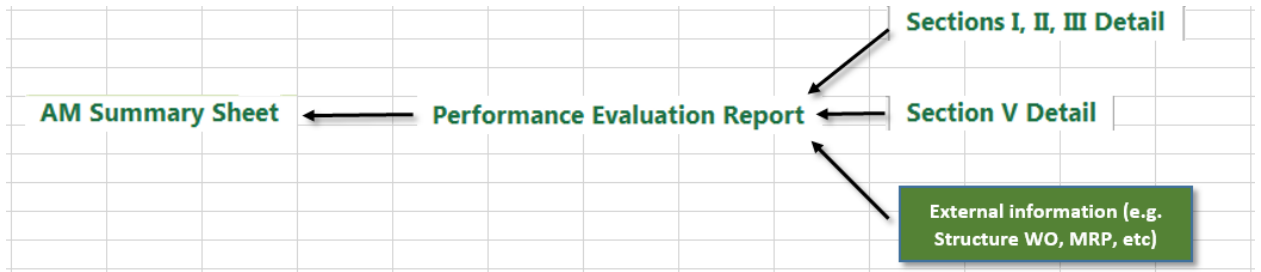 Sections I, II, III Detail
AM Summary Sheet
Performance Evaluation Report
Section V Detail
External information (e.g.
Structure WO, MRP, etc)